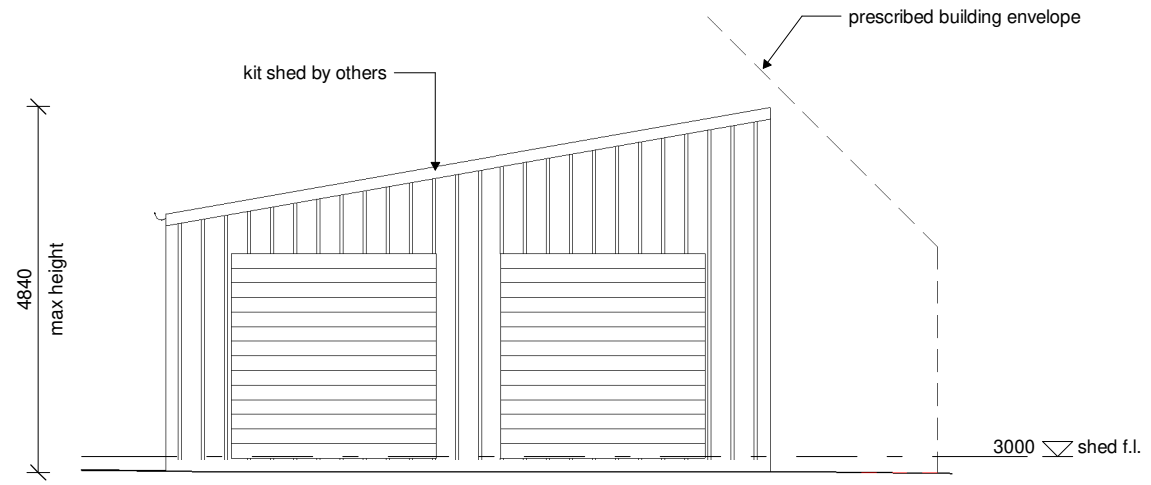 prescribed building envelope
kit shed by others
4840
max height
3000 shed f.l.